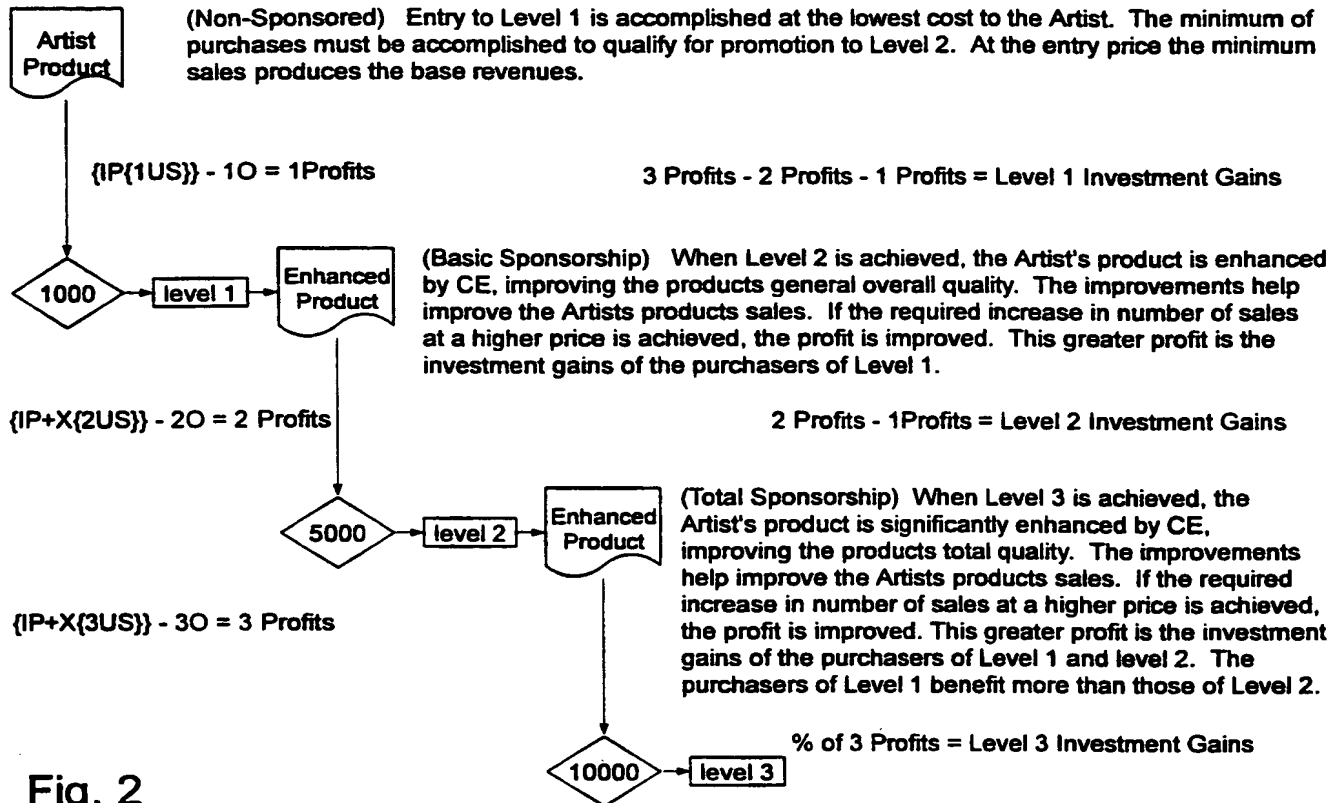 Artist
Product
(Non-Sponsored) Entry to Level 1 is accomplished at the lowest cost to the Artist. The minimum of
purchases must be accomplished to qualify for promotion to Level 2. At the entry price the minimum
sales produces the base revenues.
{IP{1US}} - 1O = 1Profits
3 Profits - 2 Profits - 1 Profits = Level 1 Investment Gains
1000
level 1
Enhanced
Product
(Basic Sponsorship) When Level 2 is achieved, the Artist's product is enhanced
by CE, improving the products general overall quality. The improvements help
improve the Artists products sales. If the required increase in number of sales
at a higher price is achieved, the profit is improved. This greater profit is the
investment gains of the purchasers of Level 1.
{IP+X{2US}} - 2O = 2 Profits
2 Profits - 1Profits = Level 2 Investment Gains
5000
level 2
Enhanced
Product
(Total Sponsorship) When Level 3 is achieved, the
Artist's product is significantly enhanced by CE,
improving the products total quality. The improvements
help improve the Artists products sales. If the required
increase in number of sales at a higher price is achieved,
the profit is improved. This greater profit is the investment
gains of the purchasers of Level 1 and level 2. The
purchasers of Level 1 benefit more than those of Level 2.
{IP+X{3US}} - 3O = 3 Profits
% of 3 Profits = Level 3 Investment Gains
10000
level 3
Fig. 2